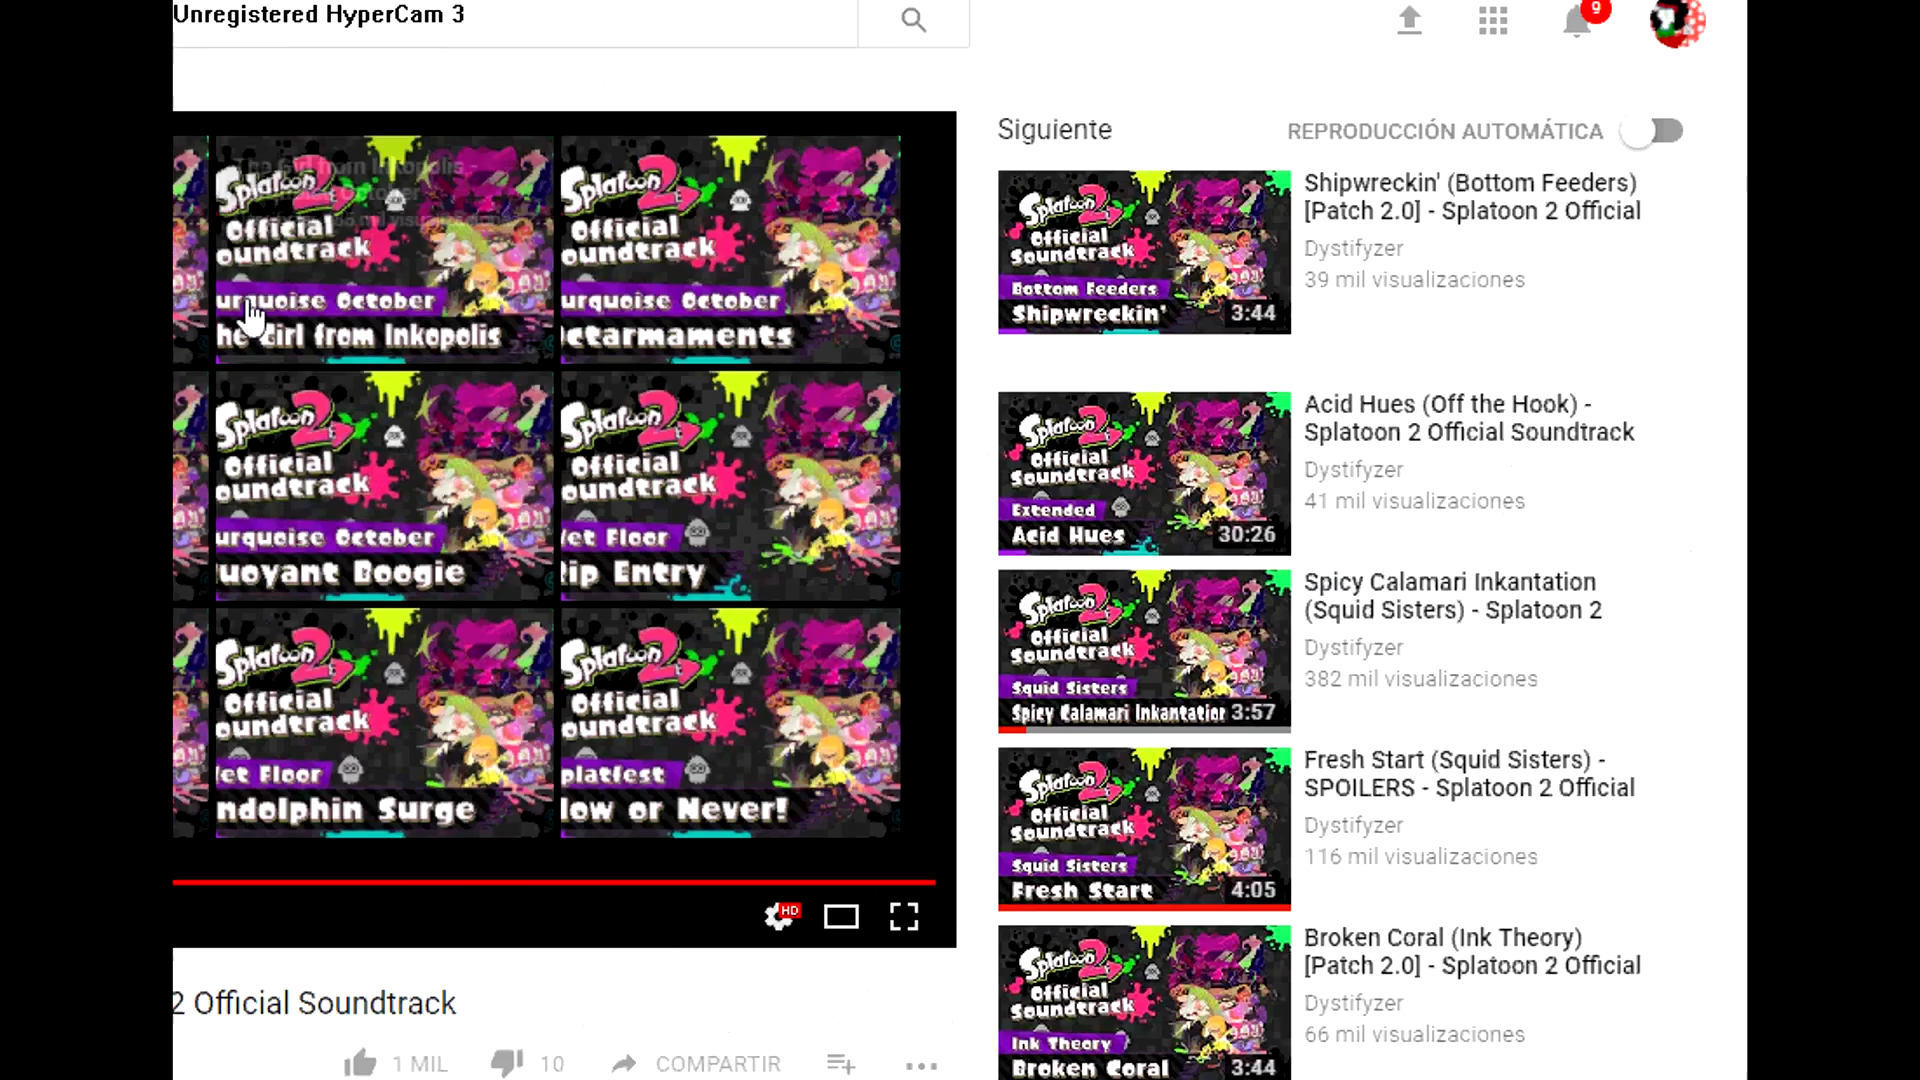 Unregistered HyperCam 3
9
Splatoon 2
Official
oundtrack
urquoise October
he Girl from Inkopolis
Splatoon 2
Official
oundtrack
urquoise October
ctarmaments
Splatoon 2
Official
oundtrack
urquoise October
uoyant Boogie
Splatoon 2
Official
oundtrack
et Floor
ip Entry
Splatoon 2
Official
oundtrack
et Floor
ndolphin Surge
Splatoon 2
Official
oundtrack
platfest
ow or Never!
HD
2 Official Soundtrack
1 MIL
10
COMPARTIR
Siguiente
REPRODUCCIÓN AUTOMÁTICA
Splatoon 2
Official
Soundtrack
Bottom Feeders
Shipwreckin'
3:44
Shipwreckin' (Bottom Feeders)
[Patch 2.0] - Splatoon 2 Official
Dystifyzer
39 mil visualizaciones
Splatoon 2
Official
Soundtrack
Extended
Acid Hues
30:26
Acid Hues (Off the Hook) -
Splatoon 2 Official Soundtrack
Dystifyzer
41 mil visualizaciones
Splatoon 2
Official
Soundtrack
Squid Sisters
Spicy Calamari Inkantation
3:57
Spicy Calamari Inkantation
(Squid Sisters) - Splatoon 2
Dystifyzer
382 mil visualizaciones
Splatoon 2
Official
Soundtrack
Squid Sisters
Fresh Start
4:05
Fresh Start (Squid Sisters) -
SPOILERS - Splatoon 2 Official
Dystifyzer
116 mil visualizaciones
Splatoon 2
Official
Soundtrack
Ink Theory
Broken Coral
3:44
Broken Coral (Ink Theory)
[Patch 2.0] - Splatoon 2 Official
Dystifyzer
66 mil visualizaciones